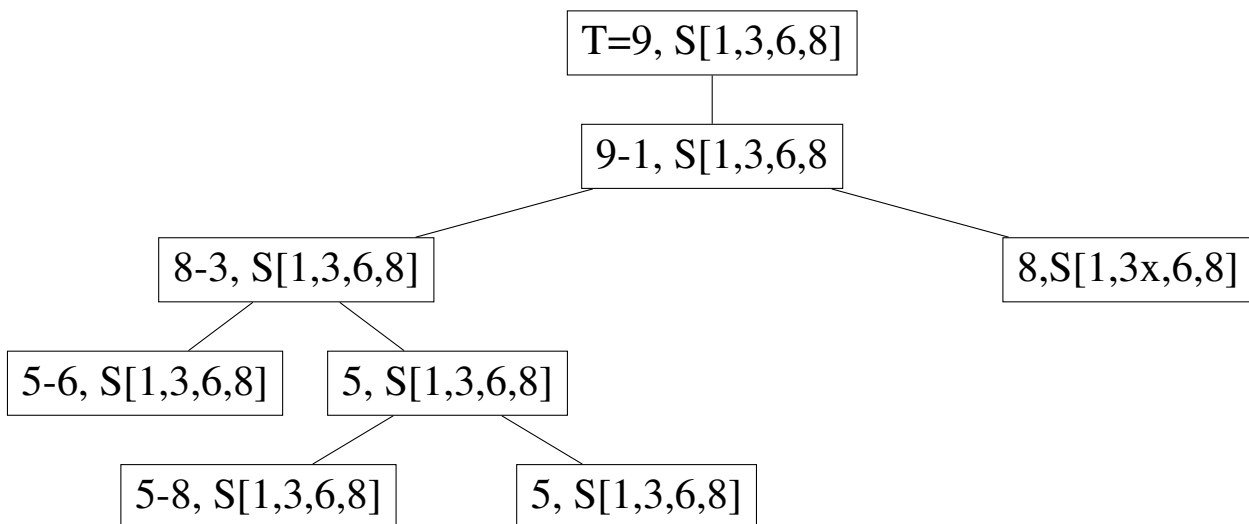 T=9, S[1,3,6,8]
9-1, S[1,3,6,8
8-3, S[1,3,6,8]
8,S[1,3x,6,8]
5-6, S[1,3,6,8]
5, S[1,3,6,8]
5-8, S[1,3,6,8]
5, S[1,3,6,8]